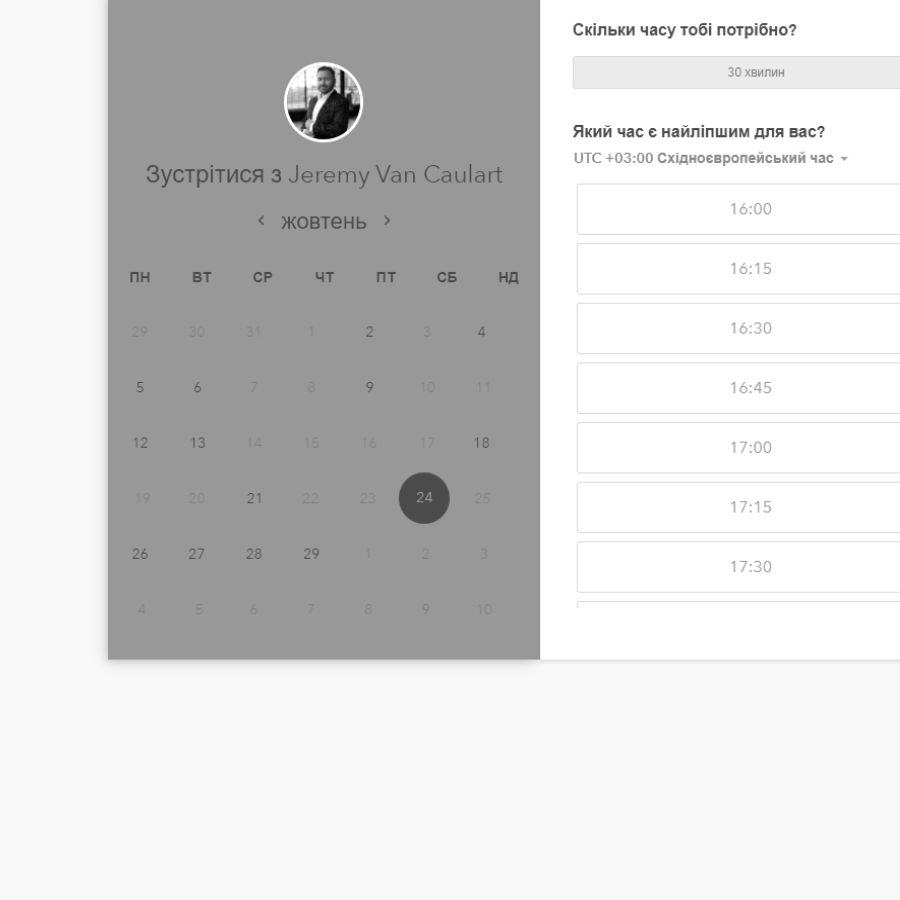 Зустрітися з Jeremy Van Caulart
жовтень
ПН ВТ СР ЧТ ПТ СБ НД
29 30 31 1 2 3 4
5 6 7 8 9 10 11
12 13 14 15 16 17 18
19 20 21 22 23 24 25
26 27 28 29 1 2 3
4 5 6 7 8 9 10
Скільки часу тобі потрібно?
30 хвилин
Який час є найліпшим для вас?
UTC +03:00 Східноєвропейський час
16:00
16:15
16:30
16:45
17:00
17:15
17:30